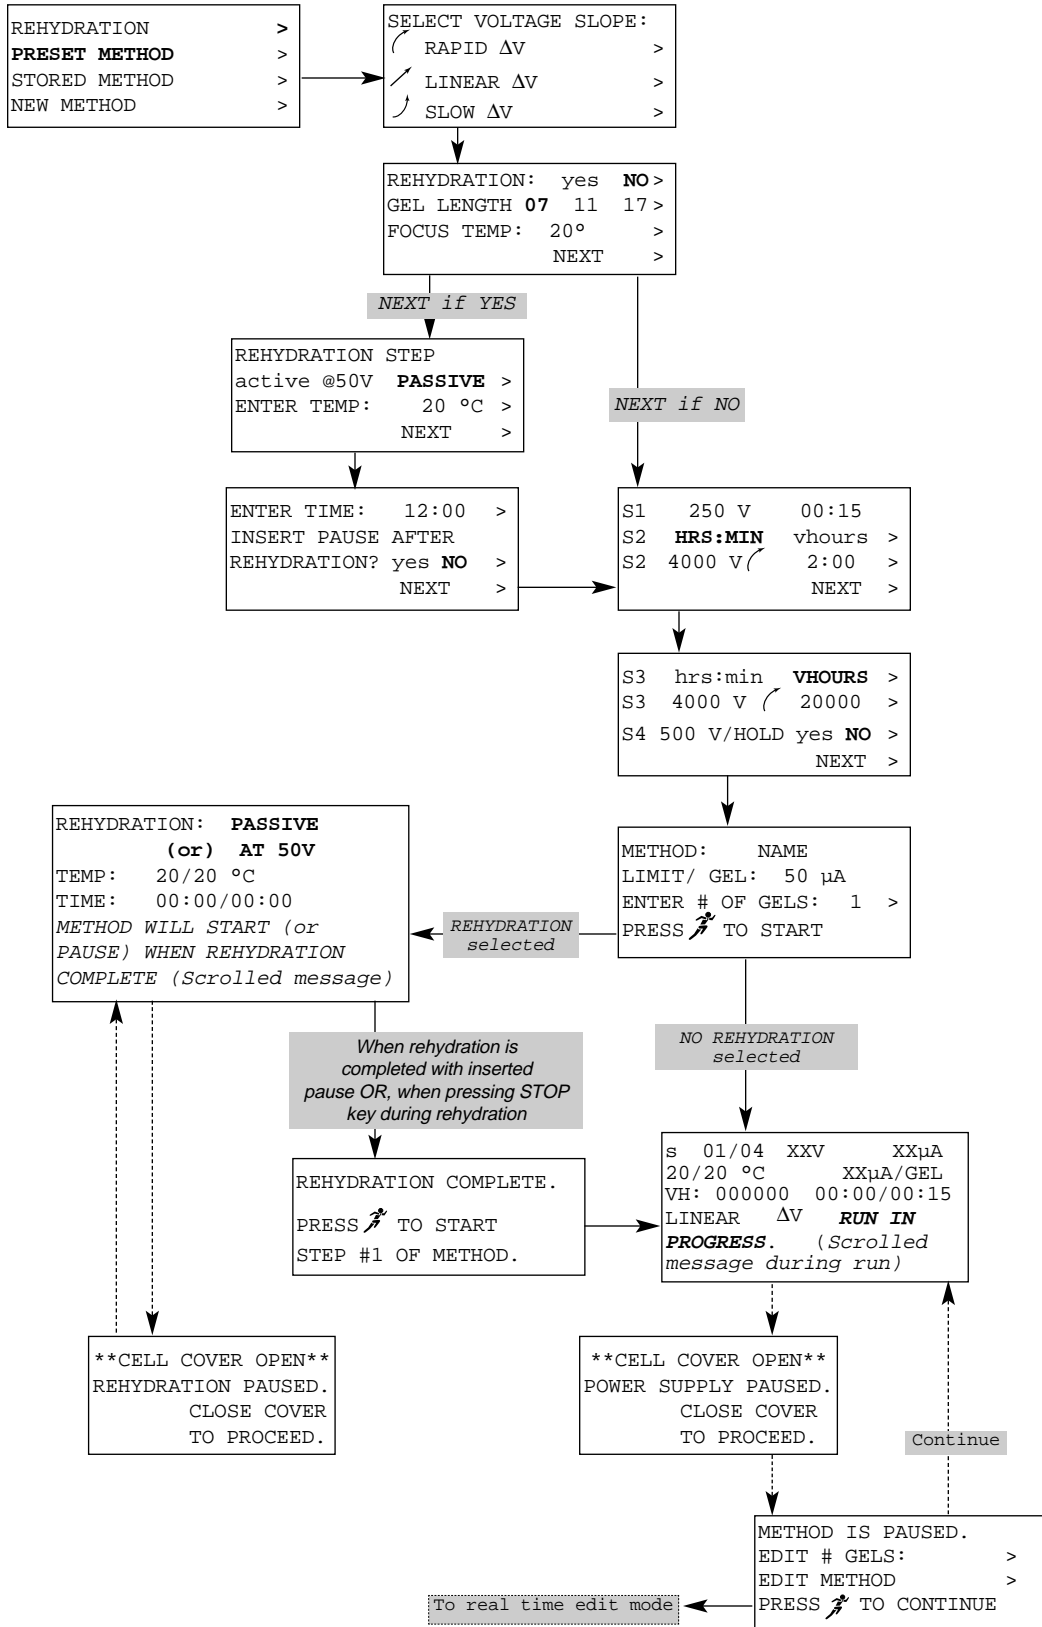 REHYDRATION >
PRESET METHOD >
STORED METHOD >
NEW METHOD >
SELECT VOLTAGE SLOPE:
RAPID ΔV >
LINEAR ΔV >
SLOW ΔV >
REHYDRATION: yes NO >
GEL LENGTH 07 11 17 >
FOCUS TEMP: 20° >
NEXT >
NEXT if YES
REHYDRATION STEP
active @50V PASSIVE >
ENTER TEMP: 20 °C >
NEXT >
NEXT if NO
ENTER TIME: 12:00 >
INSERT PAUSE AFTER
REHYDRATION? yes NO >
NEXT >
S1 250 V 00:15
S2 HRS:MIN vhours >
S2 4000 V 2:00 >
NEXT >
S3 hrs:min VHOURS >
S3 4000 V 20000 >
S4 500 V/HOLD yes NO >
NEXT >
REHYDRATION: PASSIVE
(or) AT 50V
TEMP: 20/20 °C
TIME: 00:00/00:00
METHOD WILL START (or
PAUSE) WHEN REHYDRATION
COMPLETE (Scrolled message)
REHYDRATION
selected
METHOD: NAME
LIMIT/ GEL: 50 µA
ENTER # OF GELS: 1 >
PRESS TO START
When rehydration is
completed with inserted
pause OR, when pressing STOP
key during rehydration
NO REHYDRATION
selected
REHYDRATION COMPLETE.
PRESS TO START
STEP #1 OF METHOD.
s 01/04 XXV XXµA
20/20 °C XXµA/GEL
VH: 000000 00:00/00:15
LINEAR ΔV RUN IN
PROGRESS. (Scrolled
message during run)
**CELL COVER OPEN**
REHYDRATION PAUSED.
CLOSE COVER
TO PROCEED.
**CELL COVER OPEN**
POWER SUPPLY PAUSED.
CLOSE COVER
TO PROCEED.
Continue
METHOD IS PAUSED.
EDIT # GELS: >
EDIT METHOD >
PRESS TO CONTINUE
To real time edit mode